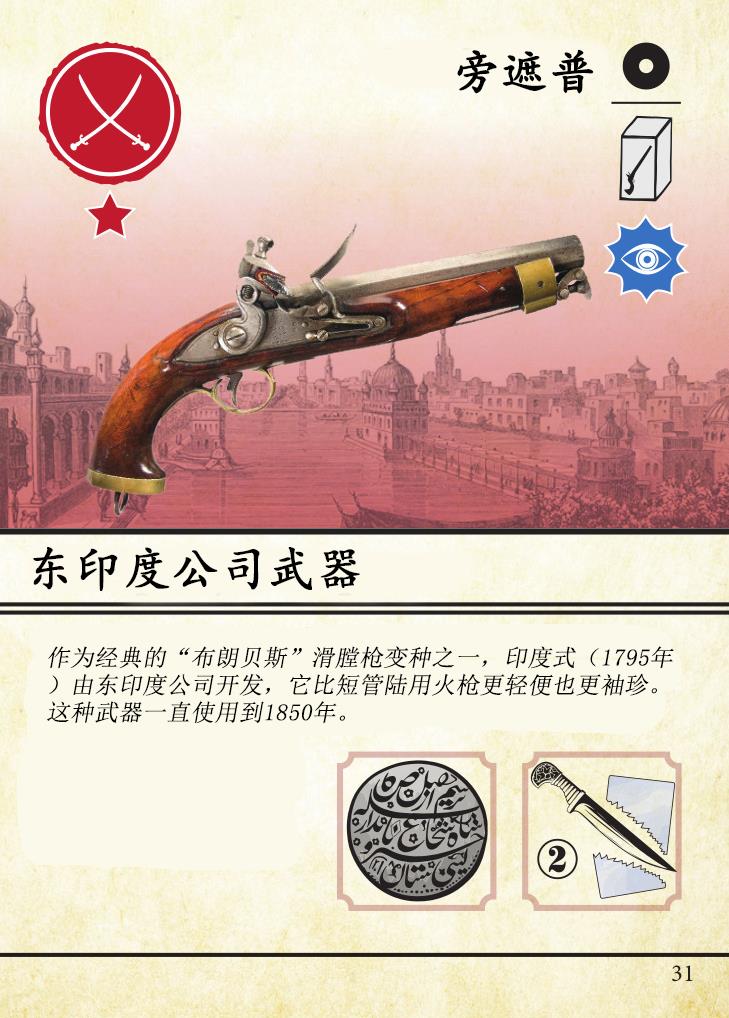 旁遮普
东印度公司武器
作为经典的“布朗贝斯”滑膛枪变种之一，印度式（1795年
）由东印度公司开发，它比短管陆用火枪更轻便也更袖珍。
这种武器一直使用到1850年。
2
31